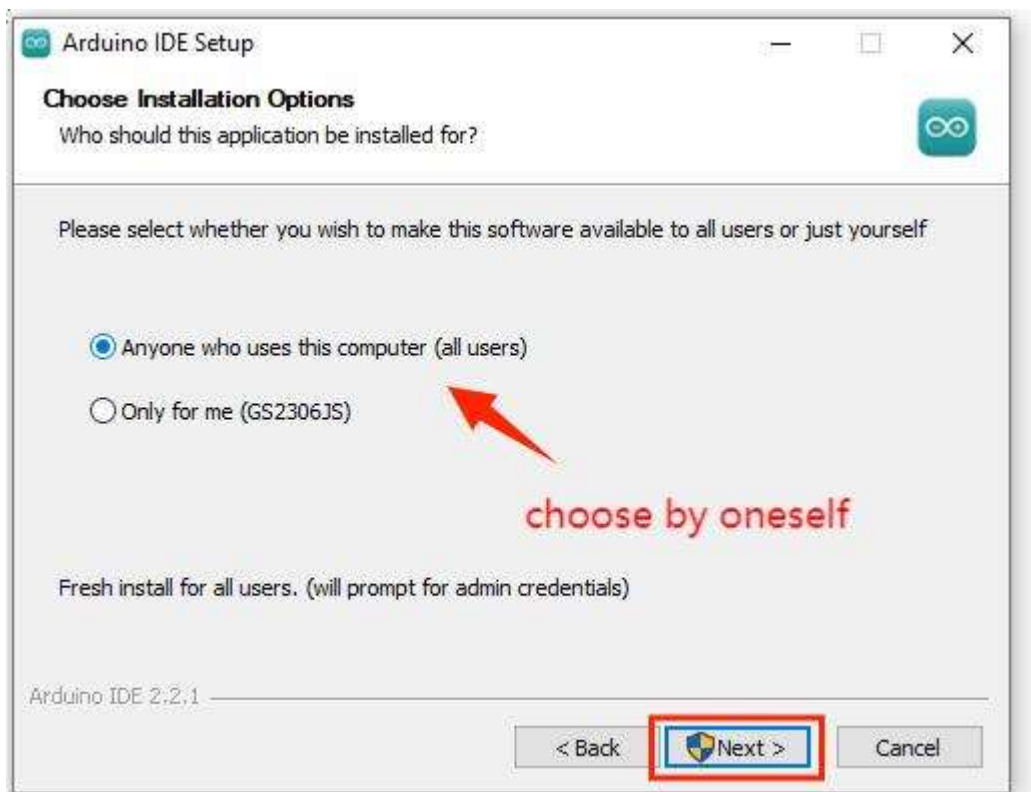 Arduino IDE Setup
Choose Installation Options
Who should this application be installed for?
Please select whether you wish to make this software available to all users or just yourself
Anyone who uses this computer (all users)
Only for me (GS2306JS)
choose by oneself
Fresh install for all users. (will prompt for admin credentials)
Arduino IDE 2.2.1
< Back Next > Cancel